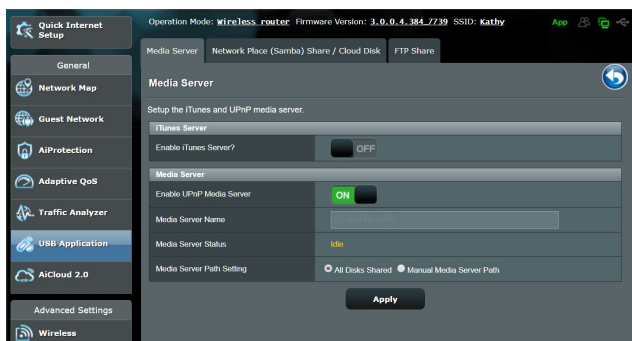 Quick Internet Setup
Operation Mode: Wireless router Firmware Version: 3.0.0.4.384_7739 SSID: Kathy
App
Media Server
Network Place (Samba) Share / Cloud Disk
FTP Share
General
Network Map
Guest Network
AiProtection
Adaptive QoS
Traffic Analyzer
USB Application
AiCloud 2.0
Advanced Settings
Wireless
Media Server
Setup the iTunes and UPnP media server.
iTunes Server
Enable iTunes Server?
OFF
Media Server
Enable UPnP Media Server
ON
Media Server Name
Media Server Status
Idle
Media Server Path Setting
All Disks Shared
Manual Media Server Path
Apply